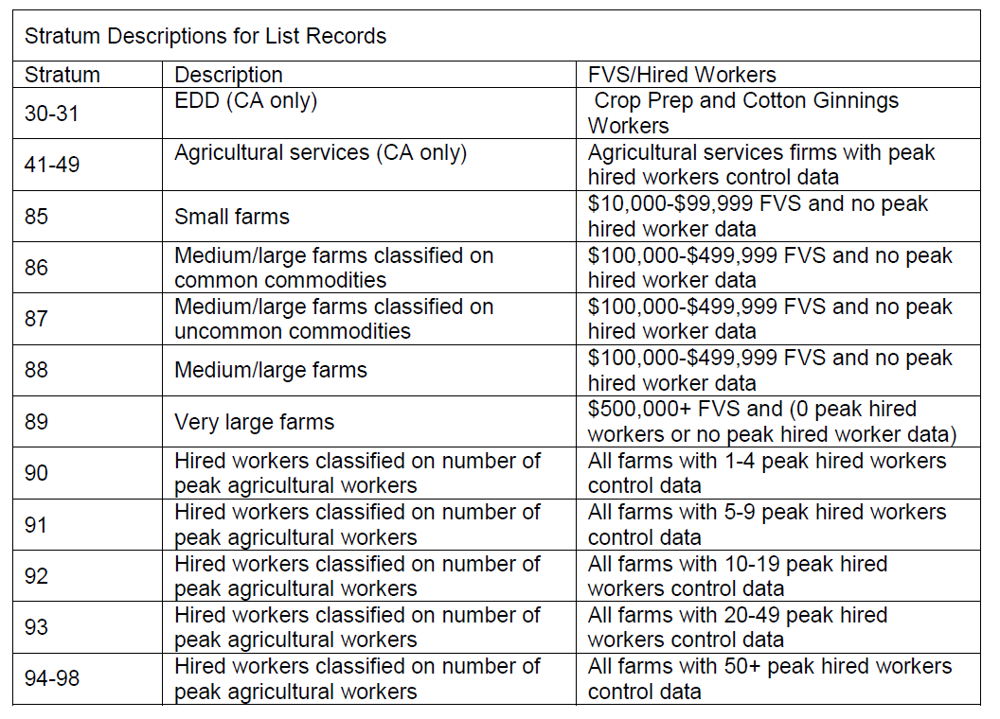 Stratum Descriptions for List Records
Stratum Description FVS/Hired Workers
30-31 EDD (CA only) Crop Prep and Cotton Ginnings
Workers
41-49 Agricultural services (CA only) Agricultural services firms with peak
hired workers control data
85 Small farms $10,000-$99,999 FVS and no peak
hired worker data
86 Medium/large farms classified on $100,000-$499,999 FVS and no peak
common commodities hired worker data
87 Medium/large farms classified on $100,000-$499,999 FVS and no peak
uncommon commodities hired worker data
88 Medium/large farms $100,000-$499,999 FVS and no peak
hired worker data
89 Very large farms $500,000+ FVS and (0 peak hired
workers or no peak hired worker data)
90 Hired workers classified on number of All farms with 1-4 peak hired workers
peak agricultural workers control data
91 Hired workers classified on number of All farms with 5-9 peak hired workers
peak agricultural workers control data
92 Hired workers classified on number of All farms with 10-19 peak hired
peak agricultural workers workers control data
93 Hired workers classified on number of All farms with 20-49 peak hired
peak agricultural workers workers control data
94-98 Hired workers classified on number of All farms with 50+ peak hired workers
peak agricultural workers control data